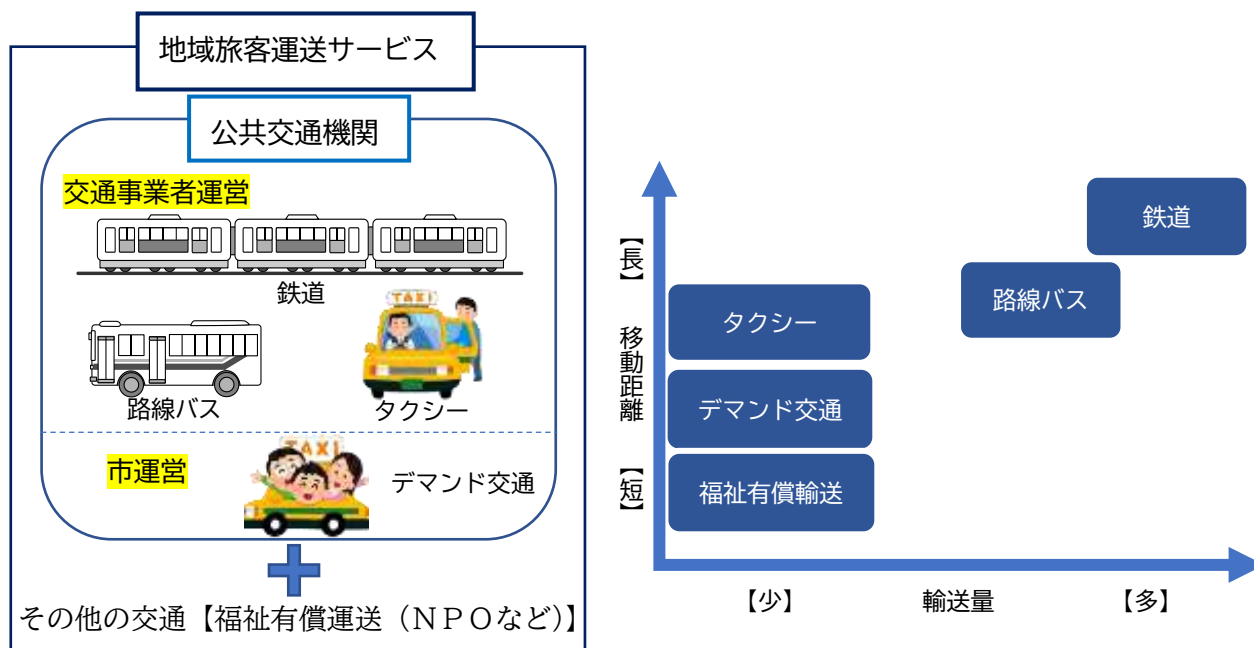 地域旅客運送サービス
公共交通機関
交通事業者運営
鉄道
TAXI
路線バス
タクシー
市運営
TAXI
デマンド交通
その他の交通【福祉有償運送（ＮＰＯなど）】
【長】
移動距離
【短】
鉄道
路線バス
タクシー
デマンド交通
福祉有償輸送
【少】
輸送量
【多】